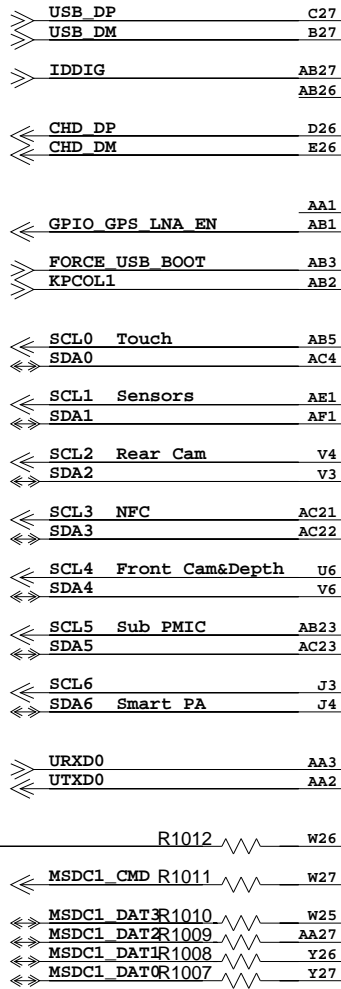 USB_DP C27
USB_DM B27
IDDIG AB27
AB26
CHD_DP D26
CHD_DM E26
AA1
GPIO_GPS_LNA_EN AB1
FORCE_USB_BOOT AB3
KPCOL1 AB2
SCL0 Touch AB5
SDA0 AC4
SCL1 Sensors AE1
SDA1 AF1
SCL2 Rear Cam V4
SDA2 V3
SCL3 NFC AC21
SDA3 AC22
SCL4 Front Cam&Depth U6
SDA4 V6
SCL5 Sub PMIC AB23
SDA5 AC23
SCL6 J3
SDA6 Smart PA J4
URXD0 AA3
UTXD0 AA2
R1012 W26
MSDC1_CMD R1011 W27
MSDC1_DAT3 R1010 W25
MSDC1_DAT2 R1009 AA27
MSDC1_DAT1 R1008 Y26
MSDC1_DAT0 R1007 Y27